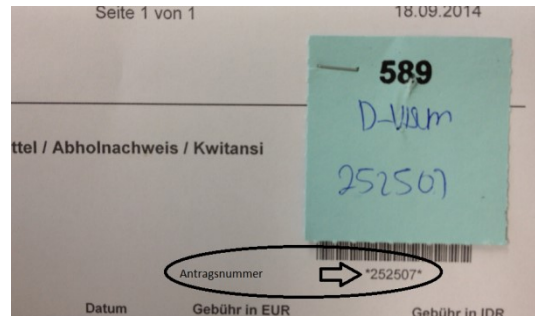 Seite 1 von 1
18.09.2014
589
D-Visum
252507
ttel / Abholnachweis / Kwitansi
Antragsnummer
*252507*
Datum
Gebühr in EUR
Gebühr in IDR